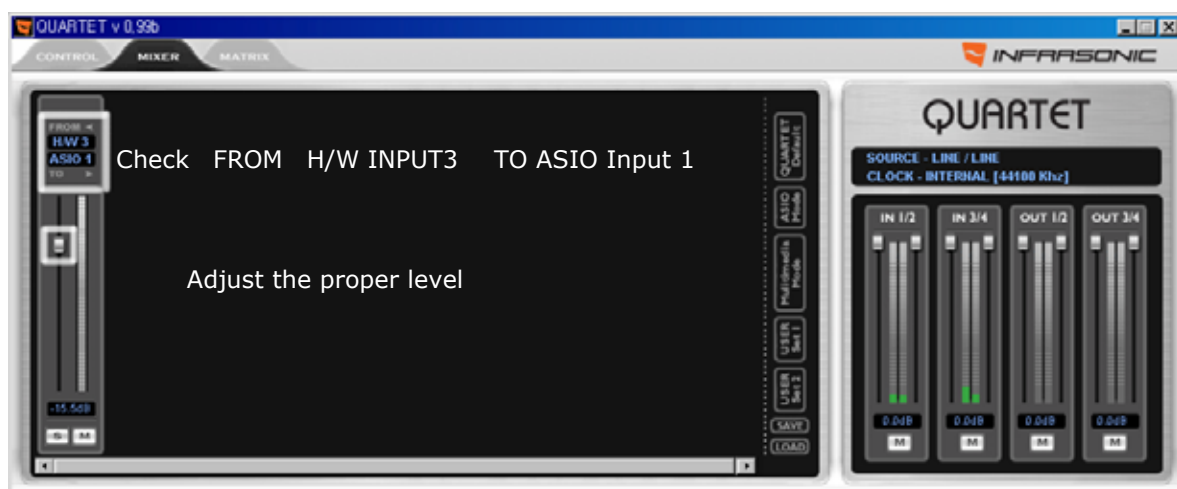 QUARTET v 0,99b
CONTROL MIXER MATRIX
INFRASONIC
FROM
H/W 3
ASIO 1
TO
Check FROM H/W INPUT3 TO ASIO Input 1
Adjust the proper level
-15.5dB
S M
QUARTET
Default
ASIO
Mode
Multimedia
Mode
USER
Set 1
USER
Set 2
SAVE
LOAD
QUARTET
SOURCE - LINE / LINE
CLOCK - INTERNAL [44100 Khz]
IN 1/2 IN 3/4 OUT 1/2 OUT 3/4
0.0dB 0.0dB 0.0dB 0.0dB
M M M M